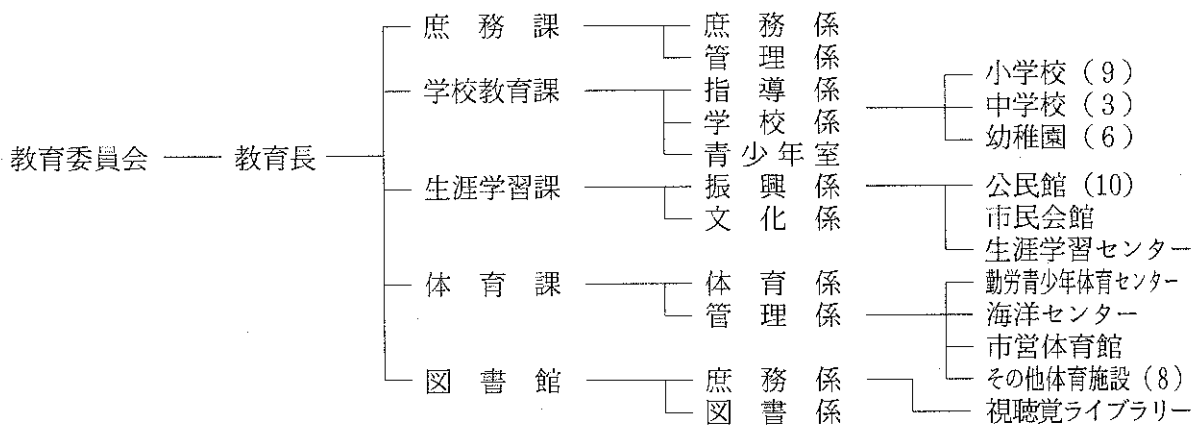 教育委員会
教育長
庶務課
庶務係
管理係
学校教育課
指導係
学校係
青少年室
小学校（9）
中学校（3）
幼稚園（6）
生涯学習課
振興係
文化係
公民館（10）
市民会館
生涯学習センター
体育課
体育係
管理係
勤労青少年体育センター
海洋センター
市営体育館
その他体育施設（8）
図書館
庶務係
図書係
視聴覚ライブラリー